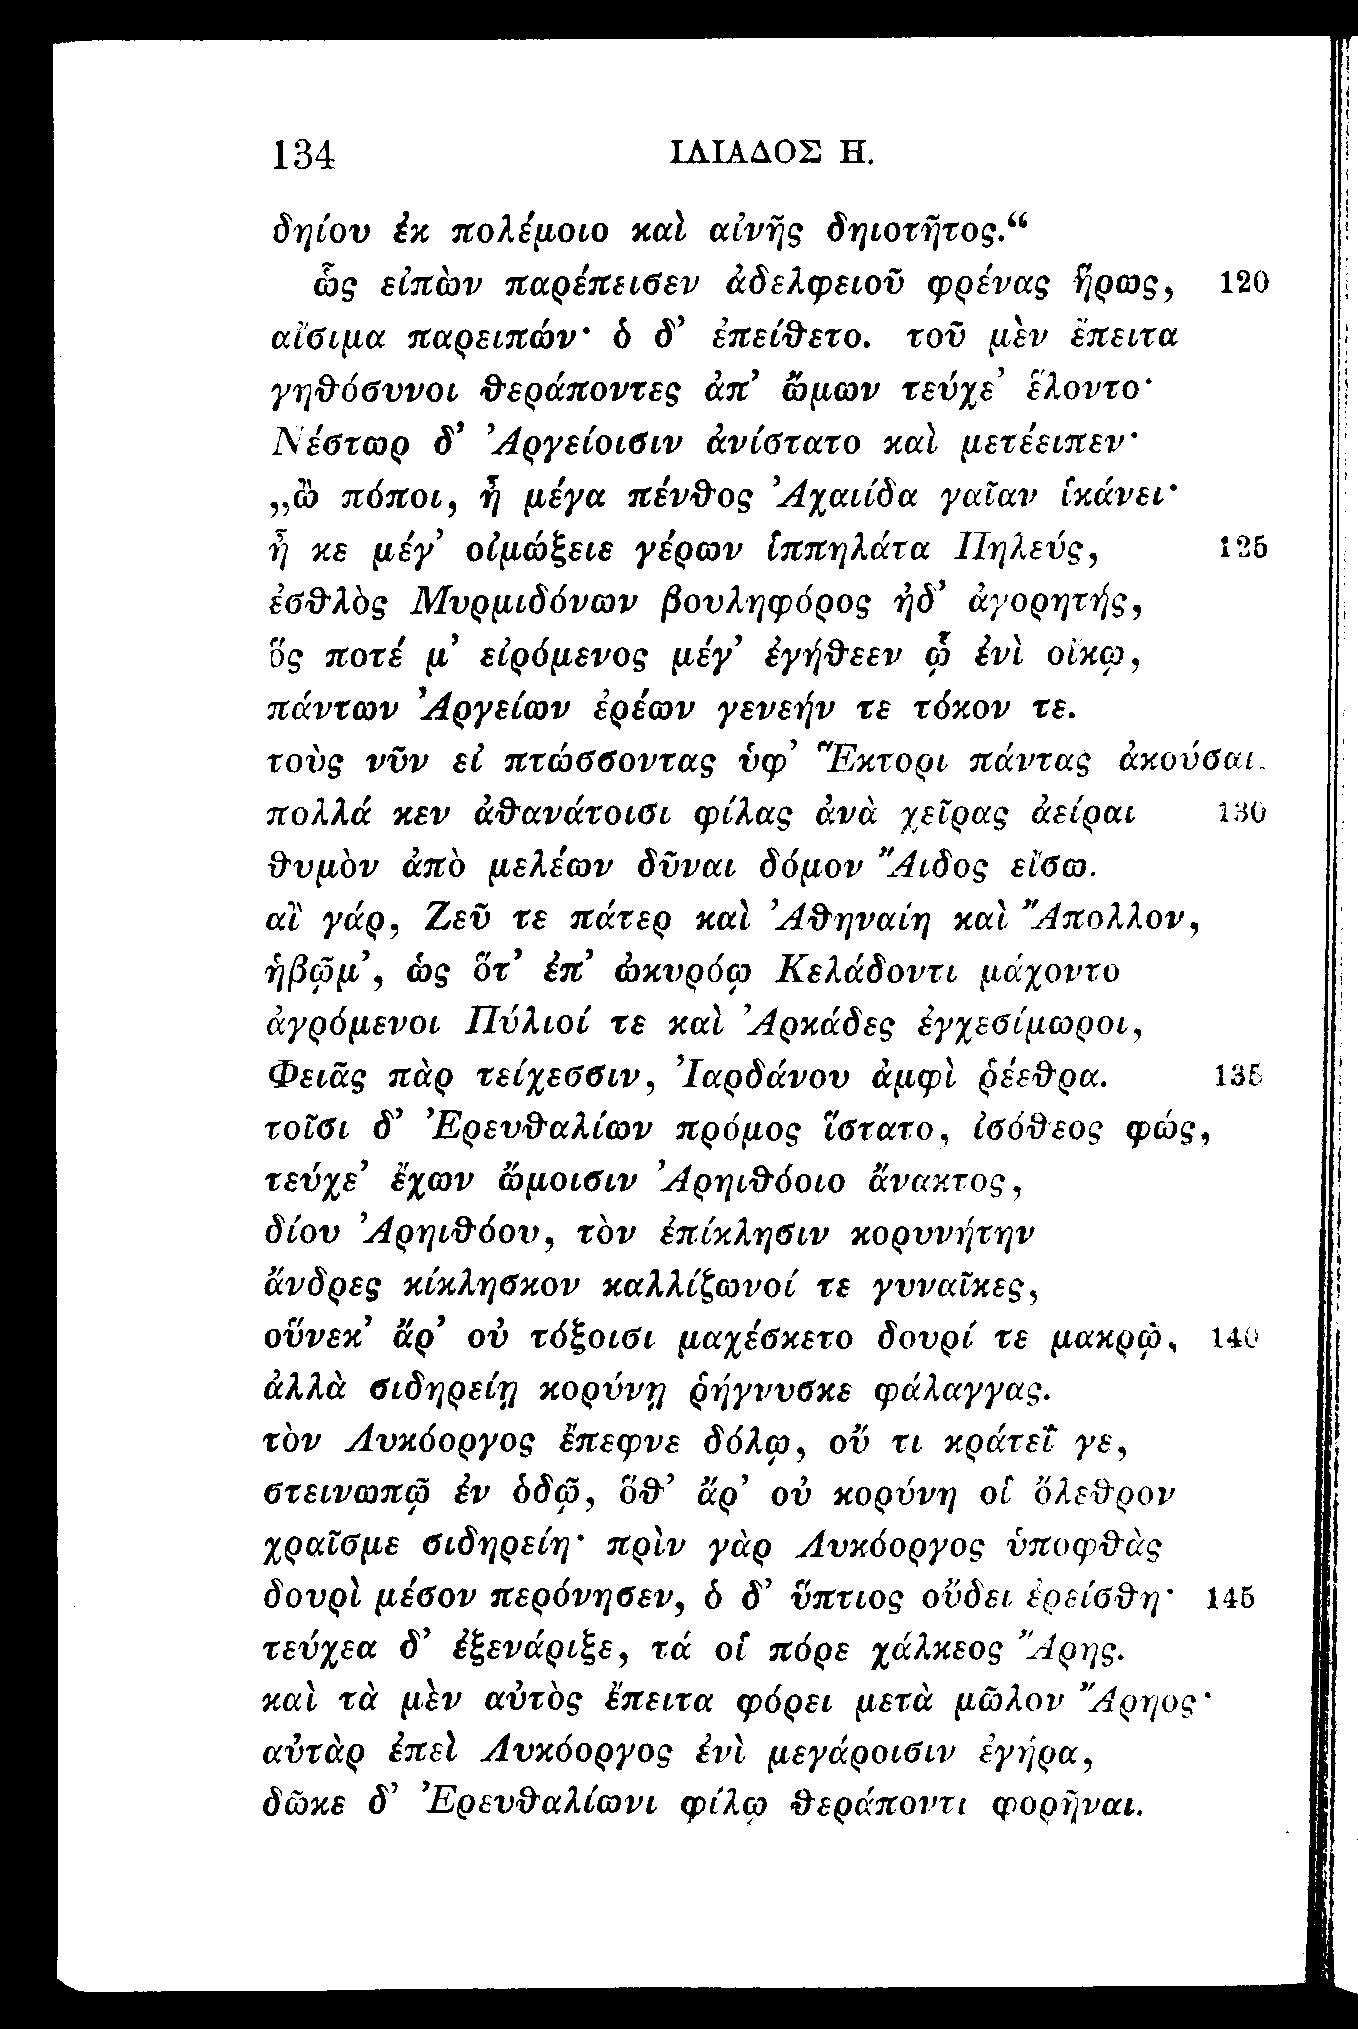 134 ΙΛΙΑΔΟΣ Η.
δηίου ἐκ πολέμοιο καὶ αἰνῆς δηιοτῆτος.“
ὣς εἰπὼν παρέπεισεν ἀδελφειοῦ φρένας ἥρως, 120
αἴσιμα παρειπών· ὁ δ’ ἐπείθετο. τοῦ μὲν ἔπειτα
γηθόσυνοι θεράποντες ἀπ’ ὤμων τεύχε’ ἕλοντο·
Νέστωρ δ’ Ἀργείοισιν ἀνίστατο καὶ μετέειπεν·
„ὢ πόποι, ἦ μέγα πένθος Ἀχαιίδα γαῖαν ἱκάνει·
ἦ κε μέγ’ οἰμώξειε γέρων ἱππηλάτα Πηλεύς, 125
ἐσθλὸς Μυρμιδόνων βουληφόρος ἠδ’ ἀγορητής,
ὅς ποτέ μ’ εἰρόμενος μέγ’ ἐγήθεεν ᾧ ἐνὶ οἴκῳ,
πάντων Ἀργείων ἐρέων γενεήν τε τόκον τε.
τοὺς νῦν εἰ πτώσσοντας ὑφ’ Ἕκτορι πάντας ἀκούσαι.
πολλά κεν ἀθανάτοισι φίλας ἀνὰ χεῖρας ἀείραι 130
θυμὸν ἀπὸ μελέων δῦναι δόμον Ἄιδος εἴσω.
αἲ γάρ, Ζεῦ τε πάτερ καὶ Ἀθηναίη καὶ Ἄπολλον,
ἡβῷμ’, ὡς ὅτ’ ἐπ’ ὠκυρόῳ Κελάδοντι μάχοντο
ἀγρόμενοι Πύλιοί τε καὶ Ἀρκάδες ἐγχεσίμωροι,
Φειᾶς πὰρ τείχεσσιν, Ἰαρδάνου ἀμφὶ ῥέεθρα. 135
τοῖσι δ’ Ἐρευθαλίων πρόμος ἵστατο, ἰσόθεος φώς,
τεύχε’ ἔχων ὤμοισιν Ἀρηιθόοιο ἄνακτος,
δίου Ἀρηιθόου, τὸν ἐπίκλησιν κορυνήτην
ἄνδρες κίκλησκον καλλίζωνοί τε γυναῖκες,
οὕνεκ’ ἄρ’ οὐ τόξοισι μαχέσκετο δουρί τε μακρῷ, 140
ἀλλὰ σιδηρείῃ κορύνῃ ῥήγνυσκε φάλαγγας.
τὸν Λυκόοργος ἔπεφνε δόλῳ, οὔ τι κράτεΐ γε,
στεινωπῷ ἐν ὁδῷ, ὅθ’ ἄρ’ οὐ κορύνη οἱ ὄλεθρον
χραῖσμε σιδηρείη· πρὶν γὰρ Λυκόοργος ὑποφθὰς
δουρὶ μέσον περόνησεν, ὁ δ’ ὕπτιος οὔδει ἐρείσθη· 145
τεύχεα δ’ ἐξενάριξε, τά οἱ πόρε χάλκεος Ἄρης.
καὶ τὰ μὲν αὐτὸς ἔπειτα φόρει μετὰ μῶλον Ἄρηος·
αὐτὰρ ἐπεὶ Λυκόοργος ἐνὶ μεγάροισιν ἐγήρα,
δῶκε δ’ Ἐρευθαλίωνι φίλῳ θεράποντι φορῆναι.